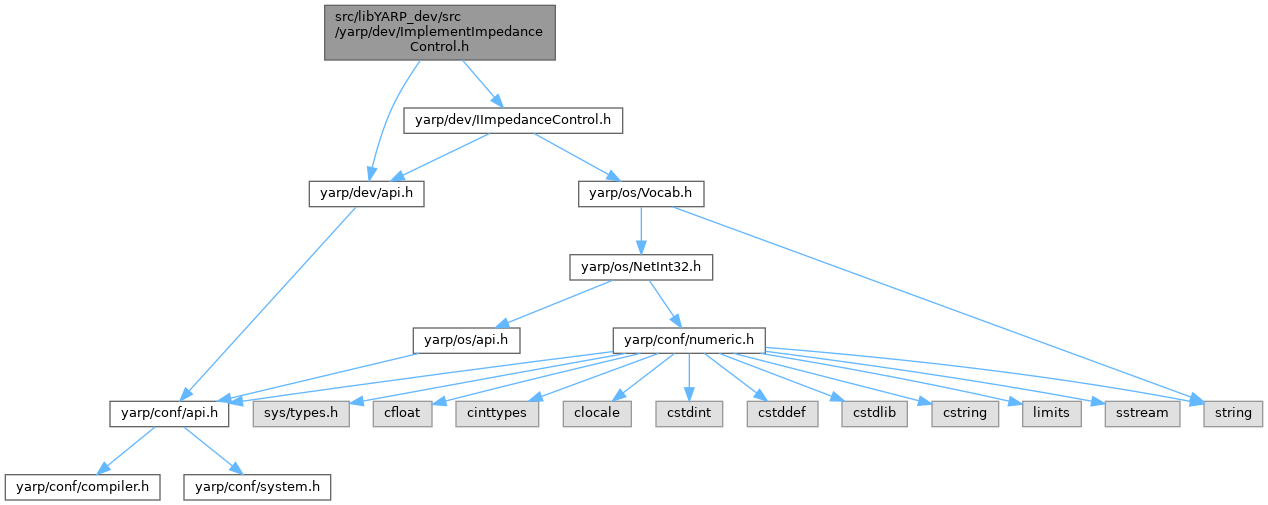 src/libYARP_dev/src
/yarp/dev/ImplementImpedance
Control.h
yarp/dev/IImpedanceControl.h
yarp/dev/api.h
yarp/os/Vocab.h
yarp/os/NetInt32.h
yarp/os/api.h
yarp/conf/numeric.h
yarp/conf/api.h
sys/types.h
cfloat
cinttypes
clocale
cstdint
cstddef
cstdlib
cstring
limits
sstream
string
yarp/conf/compiler.h
yarp/conf/system.h